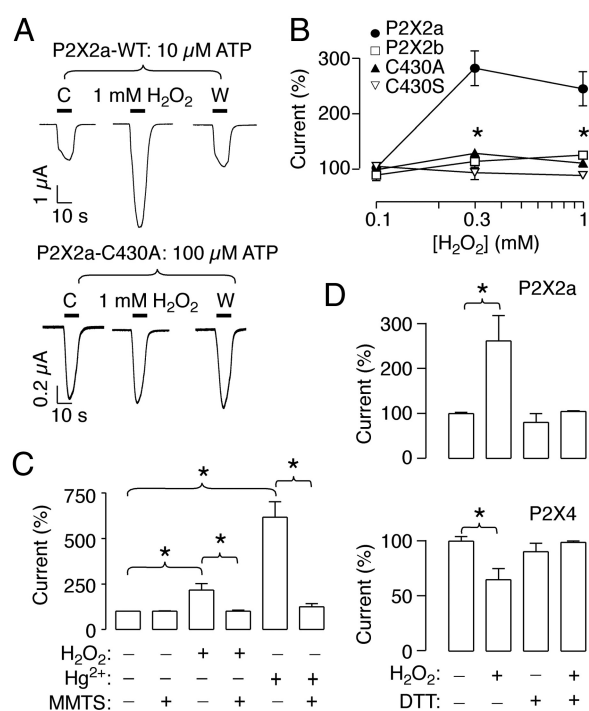 A
P2X2a-WT: 10 µM ATP
C 1 mM H₂O₂ W
1 µA
10 s
P2X2a-C430A: 100 µM ATP
C 1 mM H₂O₂ W
0.2 µA
10 s
B
P2X2a
P2X2b
C430A
C430S
Current (%)
300
200
100
* *
0.1 0.3 1
[H₂O₂] (mM)
C
Current (%)
750
500
250
0
* * * *
H₂O₂: – – + + – –
Hg²⁺: – – – – + +
MMTS: – + – + – +
D
P2X2a
Current (%)
300
200
100
0
*
P2X4
Current (%)
100
50
0
*
H₂O₂: – + – +
DTT: – – + +